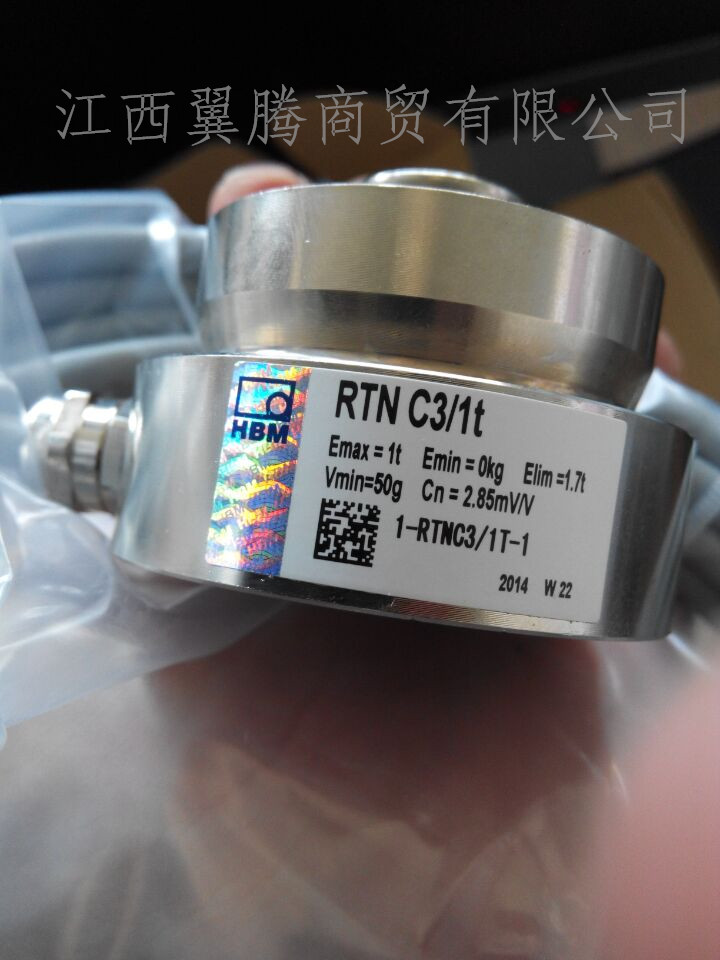 江西翼腾商贸有限公司
HBM
RTN C3/1t
Emax = 1t Emin = 0kg Elim =1.7t
Vmin=50g Cn = 2.85mV/V
1-RTNC3/1T-1
2014 W 22